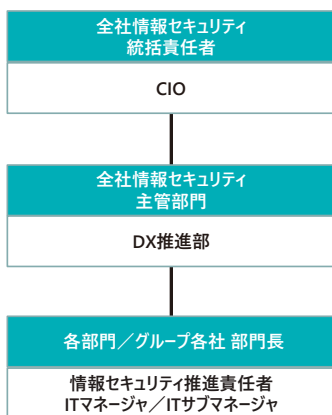 全社情報セキュリティ
統括責任者
CIO
全社情報セキュリティ
主管部門
DX推進部
各部門／グループ各社 部門長
情報セキュリティ推進責任者
ITマネージャ／ITサブマネージャ